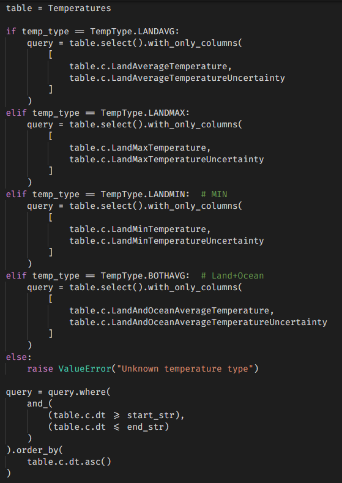 table = Temperatures

if temp_type == TempType.LANDAVG:
    query = table.select().with_only_columns(
        [
            table.c.LandAverageTemperature,
            table.c.LandAverageTemperatureUncertainty
        ]
    )
elif temp_type == TempType.LANDMAX:
    query = table.select().with_only_columns(
        [
            table.c.LandMaxTemperature,
            table.c.LandMaxTemperatureUncertainty
        ]
    )
elif temp_type == TempType.LANDMIN:  # MIN
    query = table.select().with_only_columns(
        [
            table.c.LandMinTemperature,
            table.c.LandMinTemperatureUncertainty
        ]
    )
elif temp_type == TempType.BOTHAVG:  # Land+Ocean
    query = table.select().with_only_columns(
        [
            table.c.LandAndOceanAverageTemperature,
            table.c.LandAndOceanAverageTemperatureUncertainty
        ]
    )
else:
    raise ValueError("Unknown temperature type")

query = query.where(
    and_(
        (table.c.dt >= start_str),
        (table.c.dt <= end_str)
    )
).order_by(
    table.c.dt.asc()
)